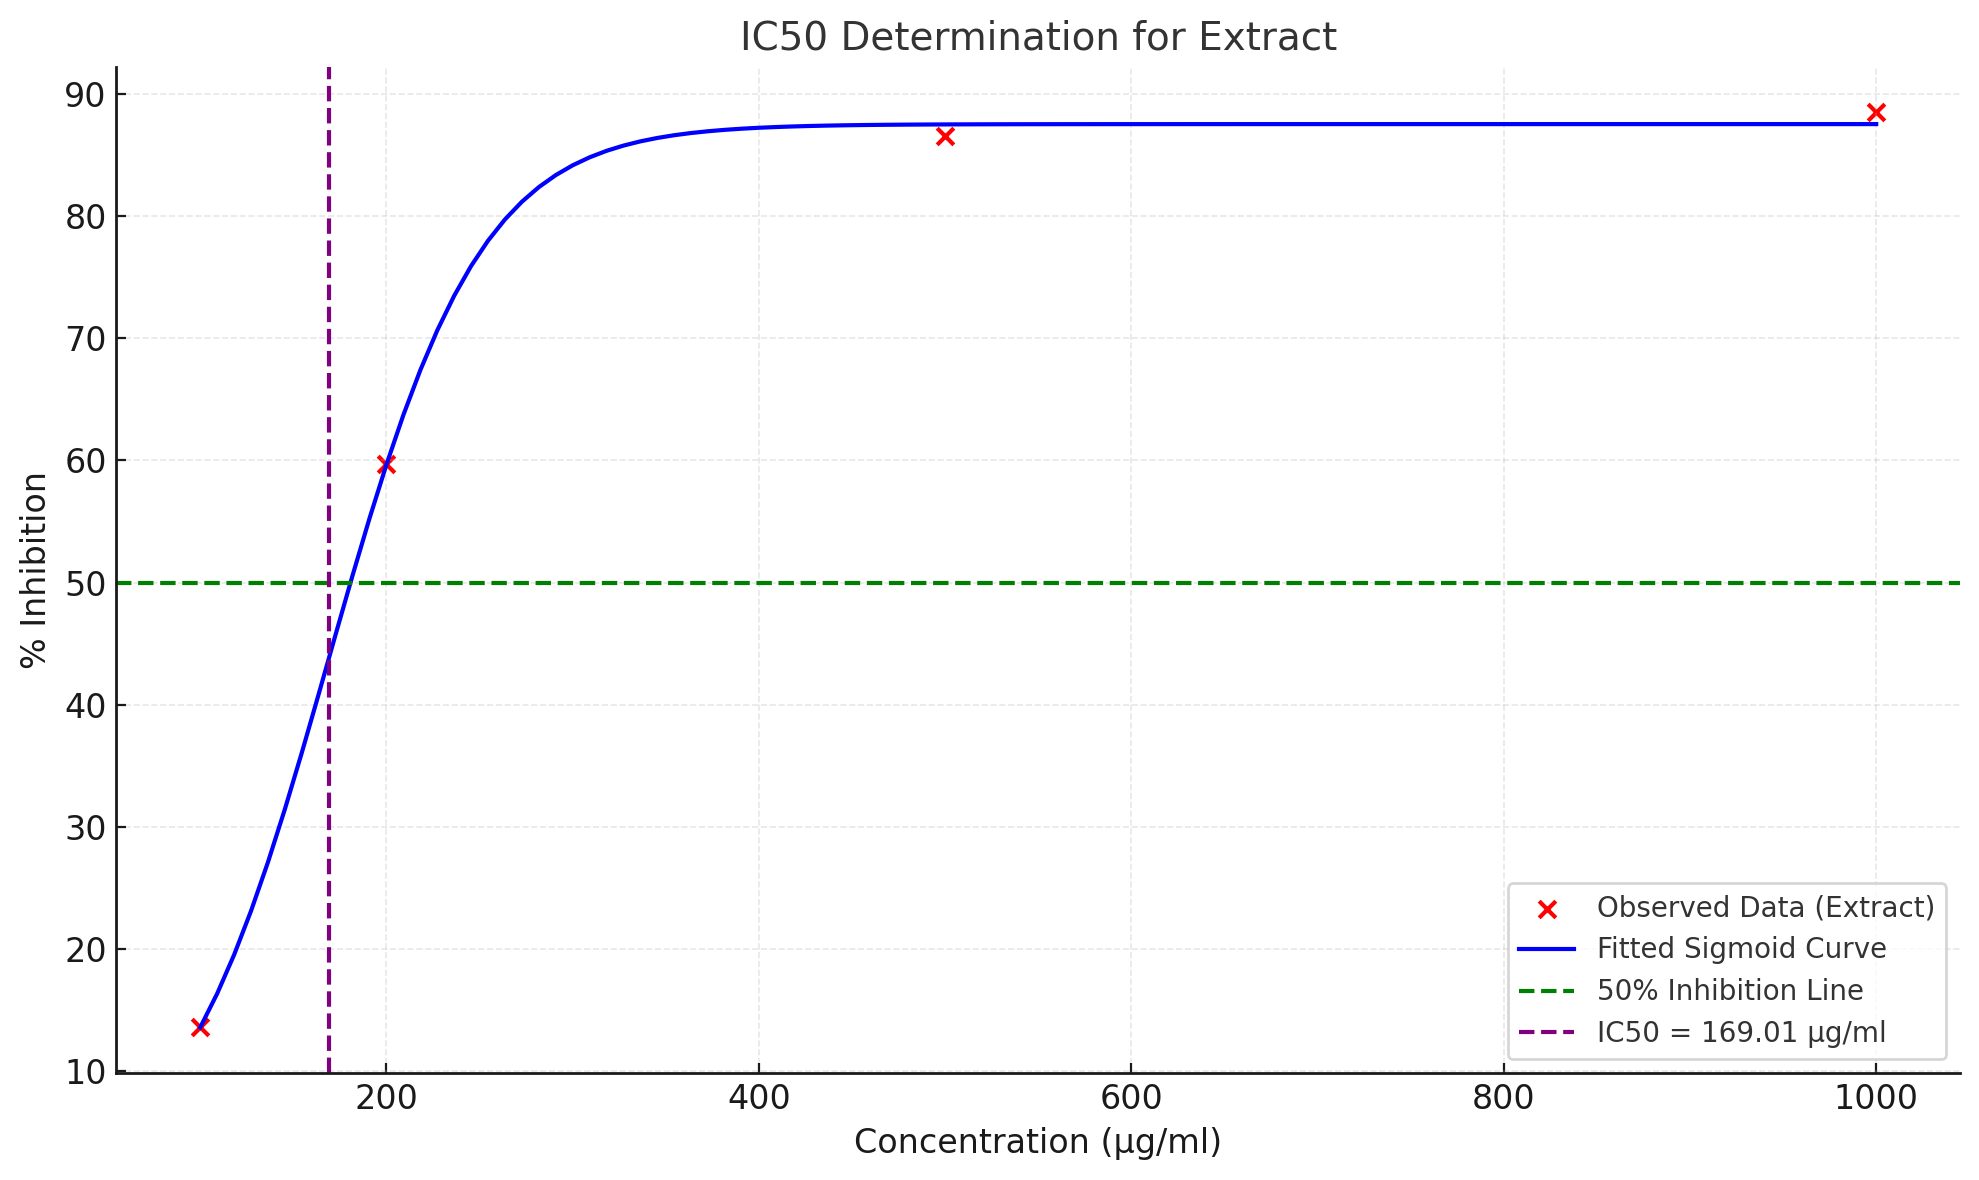 IC50 Determination for Extract
90
80
70
60
50
40
30
20
10
% Inhibition
200
400
600
800
1000
Concentration (µg/ml)
Observed Data (Extract)
Fitted Sigmoid Curve
50% Inhibition Line
IC50 = 169.01 µg/ml